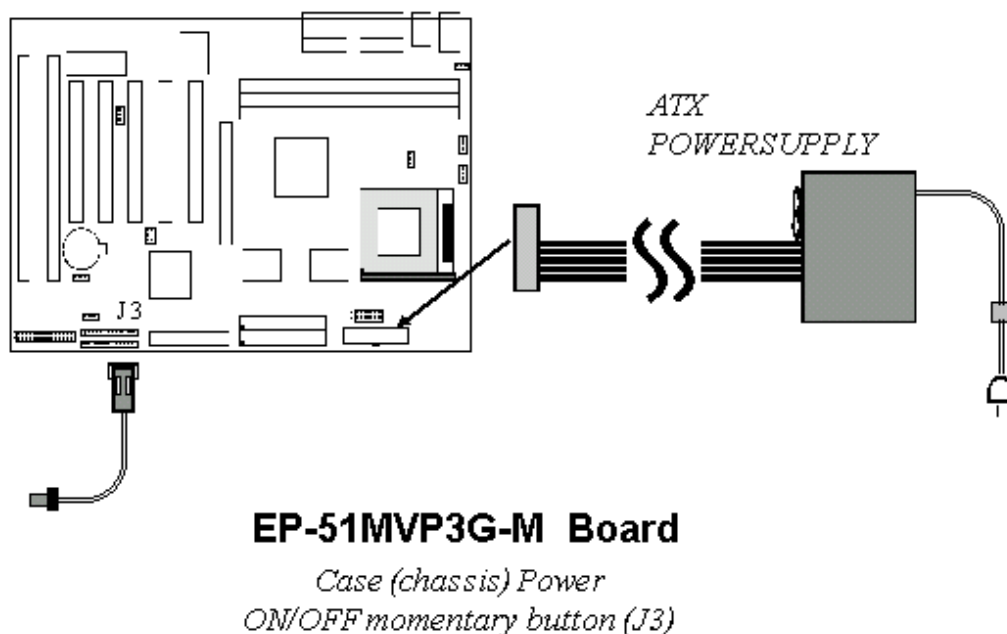 ATX
POWERSUPPLY
J3
EP-51MVP3G-M Board
Case (chassis) Power
ON/OFF momentary button (J3)